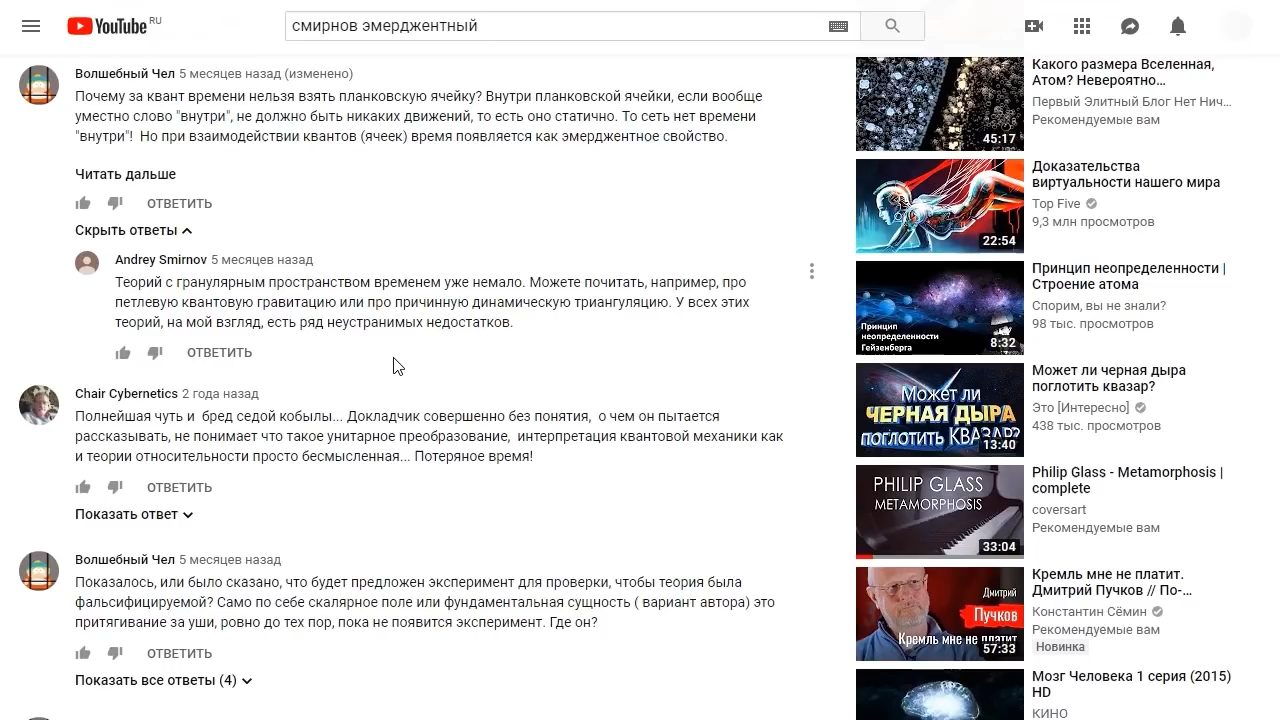 YouTube RU
смирнов эмерджентный
Волшебный Чел 5 месяцев назад (изменено)
Почему за квант времени нельзя взять планковскую ячейку? Внутри планковской ячейки, если вообще
уместно слово "внутри", не должно быть никаких движений, то есть оно статично. То сеть нет времени
"внутри"! Но при взаимодействии квантов (ячеек) время появляется как эмерджентное свойство.
Читать дальше
ОТВЕТИТЬ
Скрыть ответы
Andrey Smirnov 5 месяцев назад
Теорий с гранулярным пространством временем уже немало. Можете почитать, например, про
петлевую квантовую гравитацию или про причинную динамическую триангуляцию. У всех этих
теорий, на мой взгляд, есть ряд неустранимых недостатков.
ОТВЕТИТЬ
Chair Cybernetics 2 года назад
Полнейшая чуть и бред седой кобылы... Докладчик совершенно без понятия, о чем он пытается
рассказывать, не понимает что такое унитарное преобразование, интерпретация квантовой механики как
и теории относительности просто бесмысленная... Потеряное время!
ОТВЕТИТЬ
Показать ответ
Волшебный Чел 5 месяцев назад
Показалось, или было сказано, что будет предложен эксперимент для проверки, чтобы теория была
фальсифицируемой? Само по себе скалярное поле или фундаментальная сущность ( вариант автора) это
притягивание за уши, ровно до тех пор, пока не появится эксперимент. Где он?
ОТВЕТИТЬ
Показать все ответы (4)
45:17
Какого размера Вселенная,
Атом? Невероятно...
Первый Элитный Блог Нет Нич...
Рекомендуемые вам
22:54
Доказательства
виртуальности нашего мира
Top Five
9,3 млн просмотров
Принцип
неопределенности
Гейзенберга
8:32
Принцип неопределенности |
Строение атома
Спорим, вы не знали?
98 тыс. просмотров
Может ли
ЧЕРНАЯ ДЫРА
ПОГЛОТИТЬ КВАЗАР?
13:40
Может ли черная дыра
поглотить квазар?
Это [Интересно]
438 тыс. просмотров
PHILIP GLASS
METAMORPHOSIS
33:04
Philip Glass - Metamorphosis |
complete
coversart
Рекомендуемые вам
Дмитрий
Пучков
Кремль мне не платит
57:33
Кремль мне не платит.
Дмитрий Пучков // По-...
Константин Сёмин
Рекомендуемые вам
Новинка
Мозг Человека 1 серия (2015)
HD
КИНО